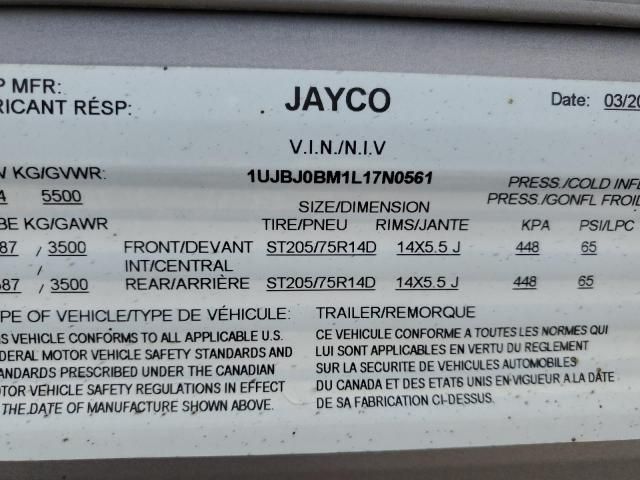 P MFR: JAYCO Date: 03/20
RICANT RÉSP:
V.I.N./N.I.V
KG/GVWR: 1UJBJ0BM1L17N0561 PRESS./COLD INF
4 5500 SIZE/DIMENSION PRESS./GONFL FROID
BE KG/GAWR TIRE/PNEU RIMS/JANTE KPA PSI/LPC
87 / 3500 FRONT/DEVANT ST205/75R14D 14X5.5 J 448 65
INT/CENTRAL
87 / 3500 REAR/ARRIÈRE ST205/75R14D 14X5.5 J 448 65
PE OF VEHICLE/TYPE DE VÉHICULE: TRAILER/REMORQUE
IS VEHICLE CONFORMS TO ALL APPLICABLE U.S.
DERAL MOTOR VEHICLE SAFETY STANDARDS AND
ANDARDS PRESCRIBED UNDER THE CANADIAN
OTOR VEHICLE SAFETY REGULATIONS IN EFFECT
THE DATE OF MANUFACTURE SHOWN ABOVE.
CE VEHICULE CONFORME A TOUTES LES NORMES QUI
LUI SONT APPLICABLES EN VERTU DU REGLEMENT
SUR LA SECURITE DE VEHICULES AUTOMOBILES
DU CANADA ET DES ETATS UNIS EN VIGUEUR A LA DATE
DE SA FABRICATION CI-DESSUS.